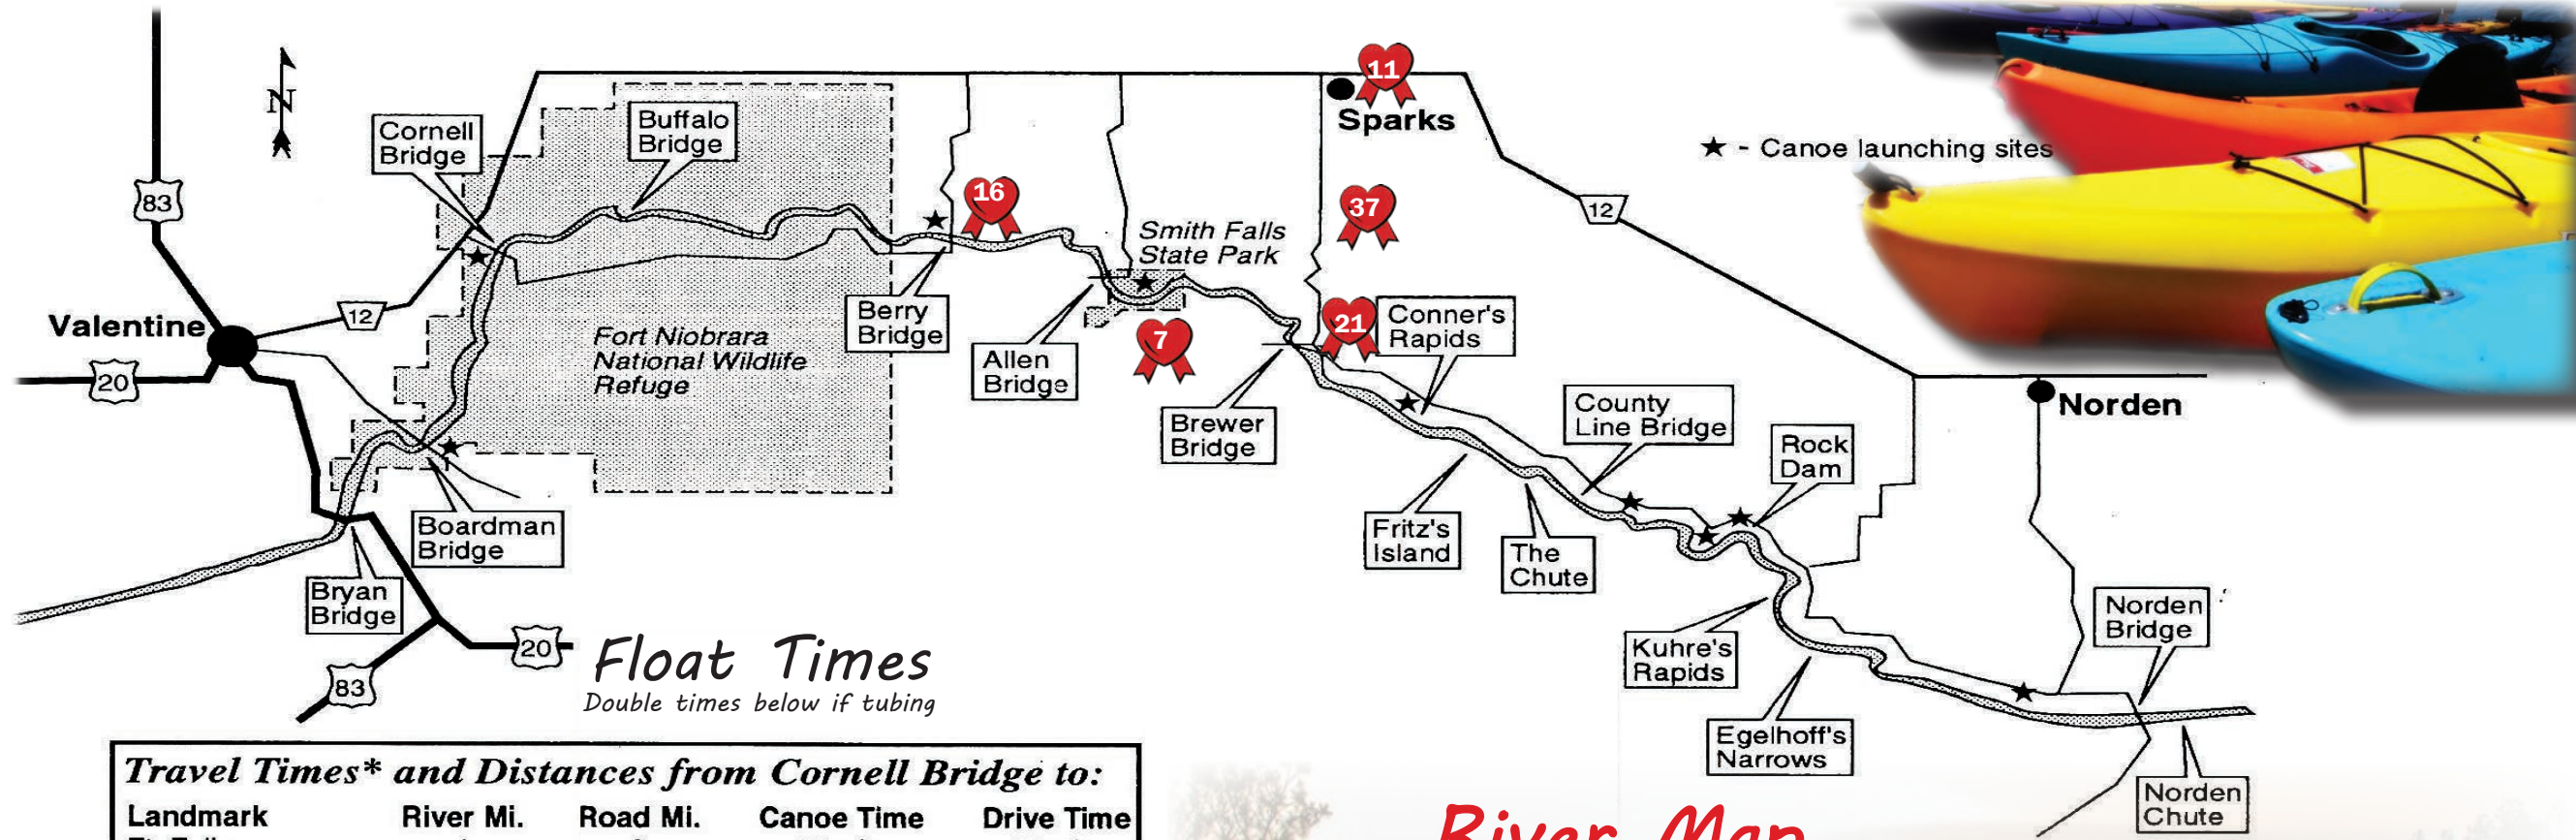 11
Sparks
★ - Canoe launching sites
N
Cornell
Bridge
Buffalo
Bridge
83
16
37
12
Smith Falls
State Park
Valentine
12
20
Fort Niobrara
National Wildlife
Refuge
Berry
Bridge
Allen
Bridge
7
21
Conner's
Rapids
Brewer
Bridge
County
Line Bridge
Rock
Dam
Norden
Boardman
Bridge
Fritz's
Island
The
Chute
Bryan
Bridge
20
83
Kuhre's
Rapids
Norden
Bridge
Egelhoff's
Narrows
Norden
Chute
Float Times
Double times below if tubing
Travel Times* and Distances from Cornell Bridge to:
Landmark River Mi. Road Mi. Canoe Time Drive Time
River Map